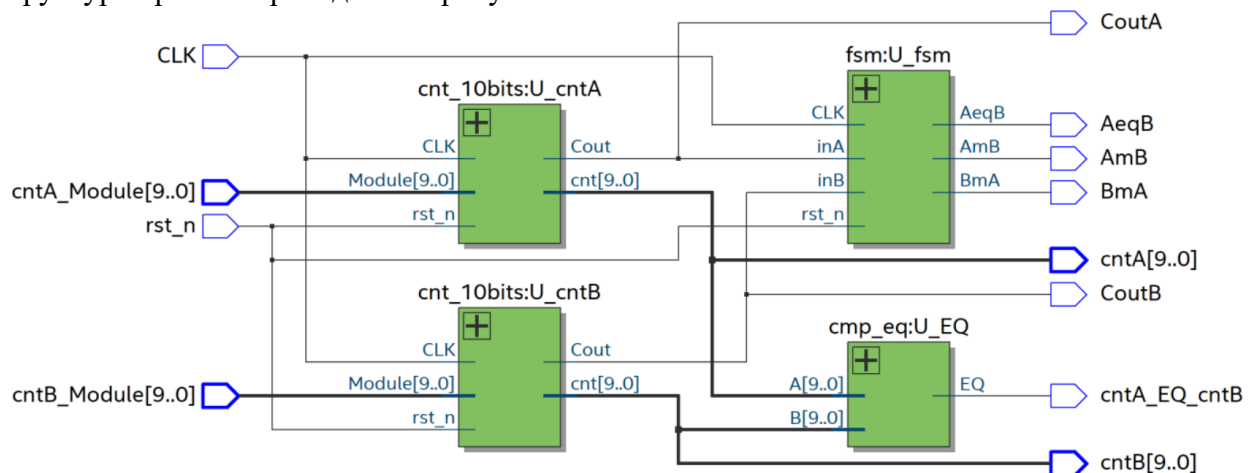 CLK
cnt_10bits:U_cntA
CLK
Module[9..0]
rst_n
Cout
cnt[9..0]
cntA_Module[9..0]
rst_n
cnt_10bits:U_cntB
CLK
Module[9..0]
rst_n
Cout
cnt[9..0]
cntB_Module[9..0]
fsm:U_fsm
CLK
inA
inB
rst_n
AeqB
AmB
BmA
cmp_eq:U_EQ
A[9..0]
B[9..0]
EQ
CoutA
AeqB
AmB
BmA
cntA[9..0]
CoutB
cntA_EQ_cntB
cntB[9..0]